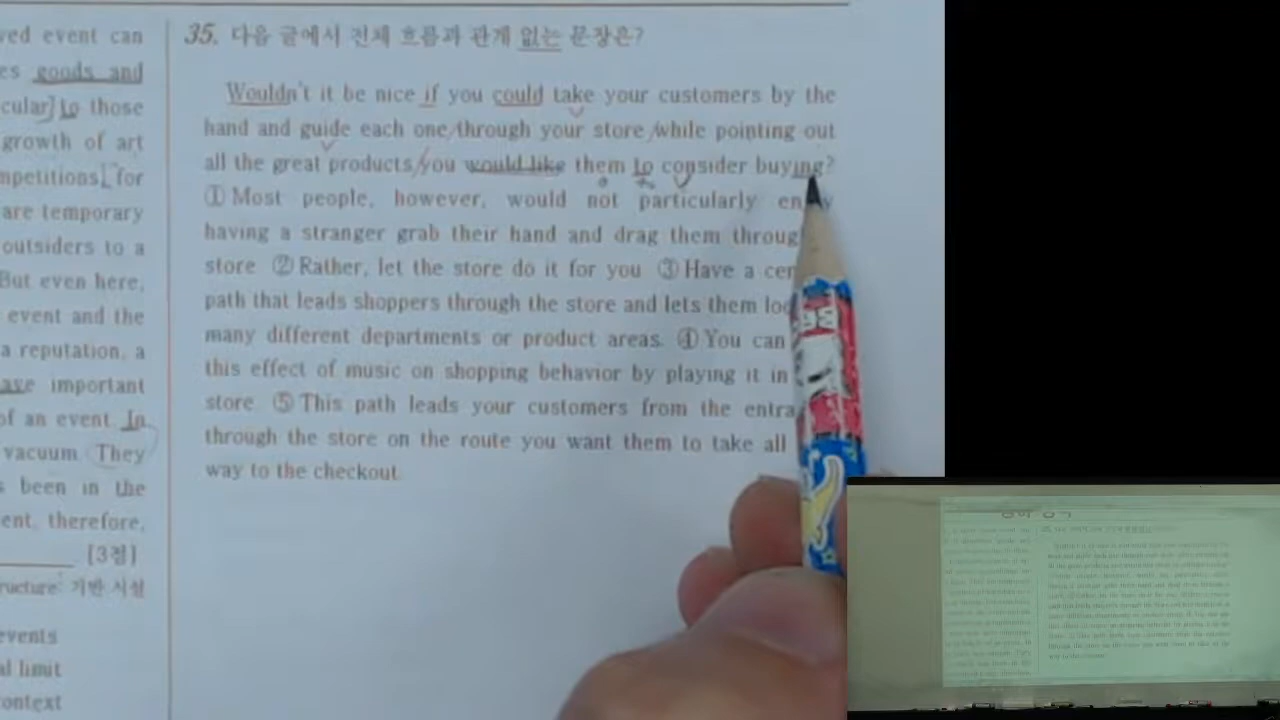 ved event can
es goods and
cular] to those
growth of art
mpetitions, for
are temporary
outsiders to a
But even here,
event and the
a reputation, a
ave important
of an event. In
vacuum. They
s been in the
ent, therefore,
[3점]
ructure: 기반 시설
events
al limit
context
35. 다음 글에서 전체 흐름과 관계 없는 문장은?
Wouldn't it be nice if you could take your customers by the
hand and guide each one through your store while pointing out
all the great products you would like them to consider buying?
① Most people, however, would not particularly
having a stranger grab their hand and drag them throug
store. ② Rather, let the store do it for you. ③ Have a cen
path that leads shoppers through the store and lets them loo
many different departments or product areas. ④ You can
this effect of music on shopping behavior by playing it in
store. ⑤ This path leads your customers from the entra
through the store on the route you want them to take all
way to the checkout.